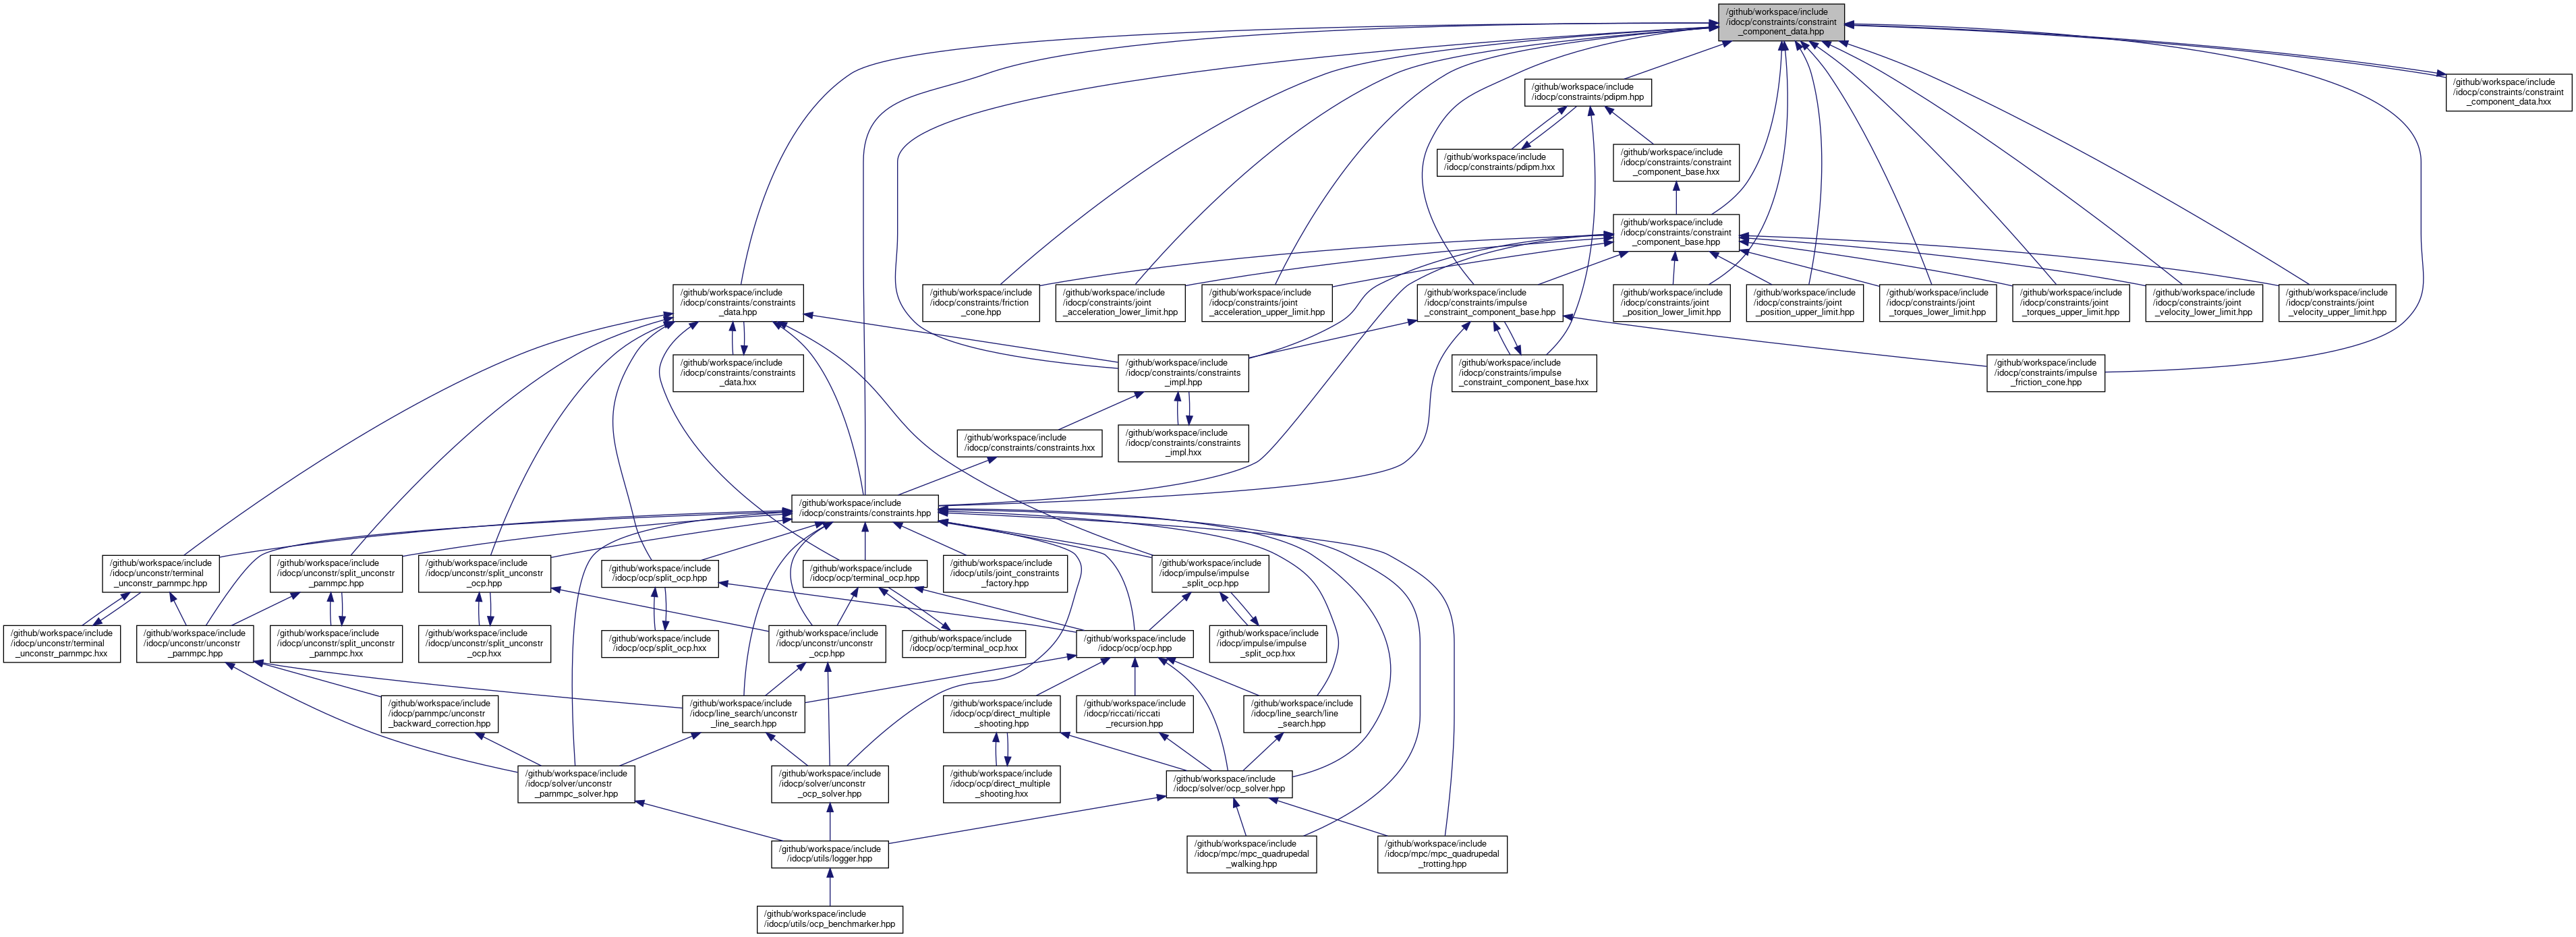 /github/workspace/include
/idocp/constraints/constraint
_component_data.hpp
/github/workspace/include
/idocp/constraints/constraint
_component_data.hxx
/github/workspace/include
/idocp/constraints/pdipm.hpp
/github/workspace/include
/idocp/constraints/pdipm.hxx
/github/workspace/include
/idocp/constraints/constraint
_component_base.hxx
/github/workspace/include
/idocp/constraints/constraint
_component_base.hpp
/github/workspace/include
/idocp/constraints/constraints
_data.hpp
/github/workspace/include
/idocp/constraints/friction
_cone.hpp
/github/workspace/include
/idocp/constraints/joint
_acceleration_lower_limit.hpp
/github/workspace/include
/idocp/constraints/joint
_acceleration_upper_limit.hpp
/github/workspace/include
/idocp/constraints/impulse
_constraint_component_base.hpp
/github/workspace/include
/idocp/constraints/joint
_position_lower_limit.hpp
/github/workspace/include
/idocp/constraints/joint
_position_upper_limit.hpp
/github/workspace/include
/idocp/constraints/joint
_torques_lower_limit.hpp
/github/workspace/include
/idocp/constraints/joint
_torques_upper_limit.hpp
/github/workspace/include
/idocp/constraints/joint
_velocity_lower_limit.hpp
/github/workspace/include
/idocp/constraints/joint
_velocity_upper_limit.hpp
/github/workspace/include
/idocp/constraints/constraints
_data.hxx
/github/workspace/include
/idocp/constraints/constraints
_impl.hpp
/github/workspace/include
/idocp/constraints/impulse
_constraint_component_base.hxx
/github/workspace/include
/idocp/constraints/impulse
_friction_cone.hpp
/github/workspace/include
/idocp/constraints/constraints.hxx
/github/workspace/include
/idocp/constraints/constraints
_impl.hxx
/github/workspace/include
/idocp/constraints/constraints.hpp
/github/workspace/include
/idocp/unconstr/terminal
_unconstr_parnmpc.hpp
/github/workspace/include
/idocp/unconstr/split_unconstr
_parnmpc.hpp
/github/workspace/include
/idocp/unconstr/split_unconstr
_ocp.hpp
/github/workspace/include
/idocp/ocp/split_ocp.hpp
/github/workspace/include
/idocp/ocp/terminal_ocp.hpp
/github/workspace/include
/idocp/utils/joint_constraints
_factory.hpp
/github/workspace/include
/idocp/impulse/impulse
_split_ocp.hpp
/github/workspace/include
/idocp/unconstr/terminal
_unconstr_parnmpc.hxx
/github/workspace/include
/idocp/unconstr/unconstr
_parnmpc.hpp
/github/workspace/include
/idocp/unconstr/split_unconstr
_parnmpc.hxx
/github/workspace/include
/idocp/unconstr/split_unconstr
_ocp.hxx
/github/workspace/include
/idocp/ocp/split_ocp.hxx
/github/workspace/include
/idocp/unconstr/unconstr
_ocp.hpp
/github/workspace/include
/idocp/ocp/terminal_ocp.hxx
/github/workspace/include
/idocp/ocp/ocp.hpp
/github/workspace/include
/idocp/impulse/impulse
_split_ocp.hxx
/github/workspace/include
/idocp/parnmpc/unconstr
_backward_correction.hpp
/github/workspace/include
/idocp/line_search/unconstr
_line_search.hpp
/github/workspace/include
/idocp/ocp/direct_multiple
_shooting.hpp
/github/workspace/include
/idocp/riccati/riccati
_recursion.hpp
/github/workspace/include
/idocp/line_search/line
_search.hpp
/github/workspace/include
/idocp/solver/unconstr
_parnmpc_solver.hpp
/github/workspace/include
/idocp/solver/unconstr
_ocp_solver.hpp
/github/workspace/include
/idocp/ocp/direct_multiple
_shooting.hxx
/github/workspace/include
/idocp/solver/ocp_solver.hpp
/github/workspace/include
/idocp/utils/logger.hpp
/github/workspace/include
/idocp/mpc/mpc_quadrupedal
_walking.hpp
/github/workspace/include
/idocp/mpc/mpc_quadrupedal
_trotting.hpp
/github/workspace/include
/idocp/utils/ocp_benchmarker.hpp